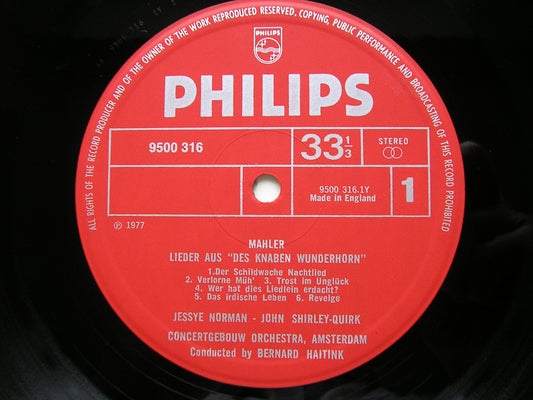 ALL RIGHTS OF THE RECORD PRODUCER AND OF THE OWNER OF THE WORK REPRODUCED RESERVED. COPYING, PUBLIC PERFORMANCE AND BROADCASTING OF THIS RECORD PROHIBITED
PHILIPS
PHILIPS
9500 316
33 1/3
STEREO
9500 316.1Y
Made in England
1
℗ 1977
MAHLER
LIEDER AUS "DES KNABEN WUNDERHORN"
1.Der Schildwache Nachtlied
2. Verlorne Müh' 3. Trost im Unglück
4. Wer hat dies Liedlein erdacht?
5. Das irdische Leben 6. Revelge
JESSYE NORMAN - JOHN SHIRLEY-QUIRK
CONCERTGEBOUW ORCHESTRA, AMSTERDAM
Conducted by BERNARD HAITINK